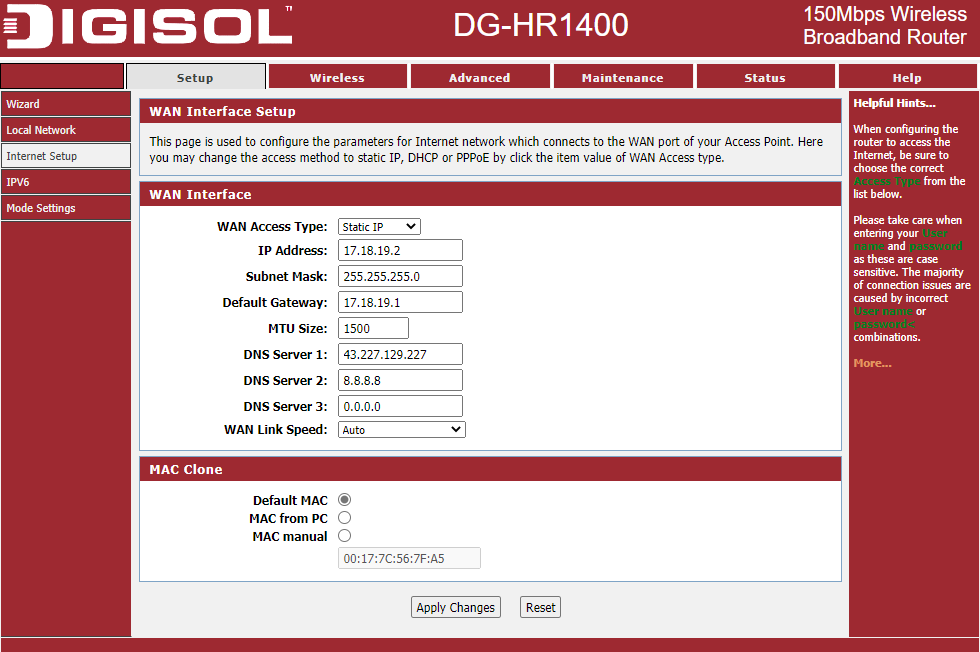 DIGISOL™
DG-HR1400
150Mbps Wireless
Broadband Router
Setup Wireless Advanced Maintenance Status Help
Wizard
Local Network
Internet Setup
IPV6
Mode Settings
WAN Interface Setup
This page is used to configure the parameters for Internet network which connects to the WAN port of your Access Point. Here
you may change the access method to static IP, DHCP or PPPoE by click the item value of WAN Access type.
WAN Interface
WAN Access Type: Static IP
IP Address: 17.18.19.2
Subnet Mask: 255.255.255.0
Default Gateway: 17.18.19.1
MTU Size: 1500
DNS Server 1: 43.227.129.227
DNS Server 2: 8.8.8.8
DNS Server 3: 0.0.0.0
WAN Link Speed: Auto
MAC Clone
Default MAC
MAC from PC
MAC manual
00:17:7C:56:7F:A5
Apply Changes Reset
Helpful Hints...
When configuring the
router to access the
Internet, be sure to
choose the correct
Access Type from the
list below.
Please take care when
entering your User
name and password
as these are case
sensitive. The majority
of connection issues are
caused by incorrect
User name or
passwords:
combinations.
More...